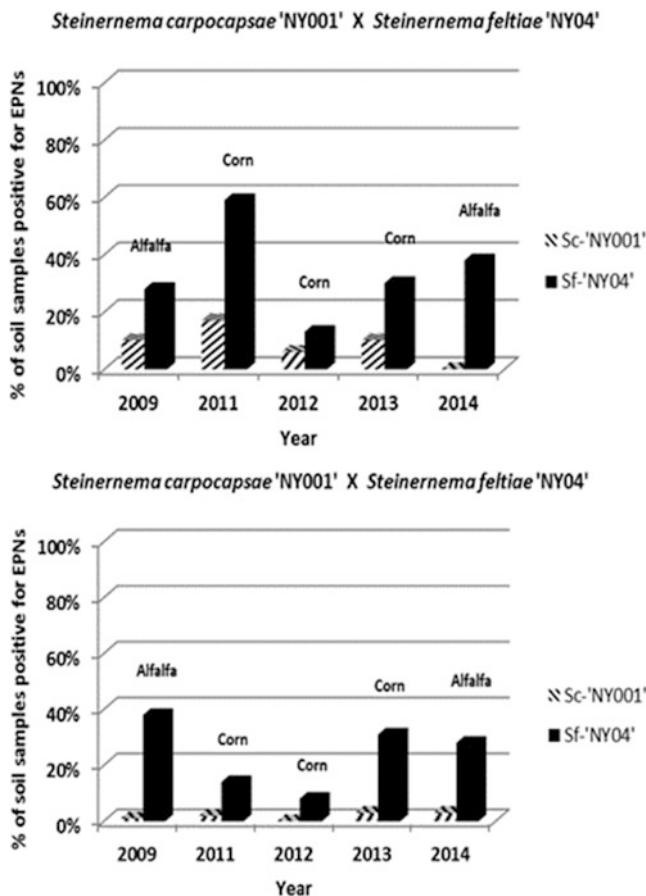 Steinernema carpocapsae 'NY001' X Steinernema feltiae 'NY04'
% of soil samples positive for EPNs
100%
80%
60%
40%
20%
0%
Alfalfa
Corn
Corn
Corn
Alfalfa
Sc-'NY001'
Sf-'NY04'
2009 2011 2012 2013 2014
Year
Steinernema carpocapsae 'NY001' X Steinernema feltiae 'NY04'
% of soil samples positive for EPNs
100%
80%
60%
40%
20%
0%
Alfalfa
Corn
Corn
Corn
Alfalfa
Sc-'NY001'
Sf-'NY04'
2009 2011 2012 2013 2014
Year